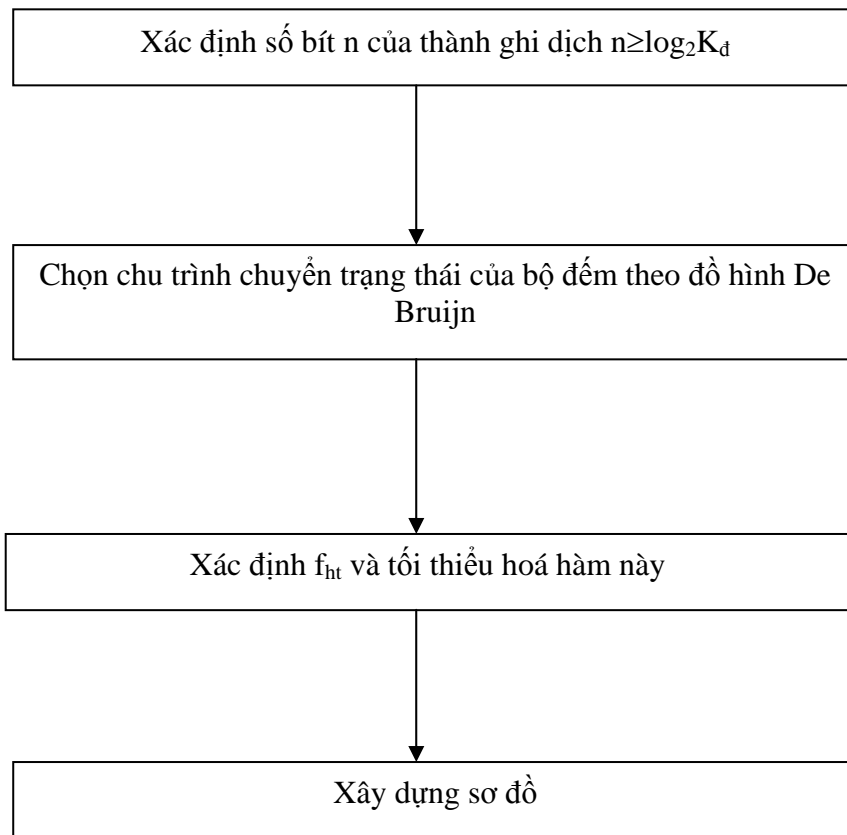 Xác định số bít n của thành ghi dịch n≥log₂Kđ
Chọn chu trình chuyển trạng thái của bộ đếm theo đồ hình De
Bruijn
Xác định fht và tối thiểu hoá hàm này
Xây dựng sơ đồ